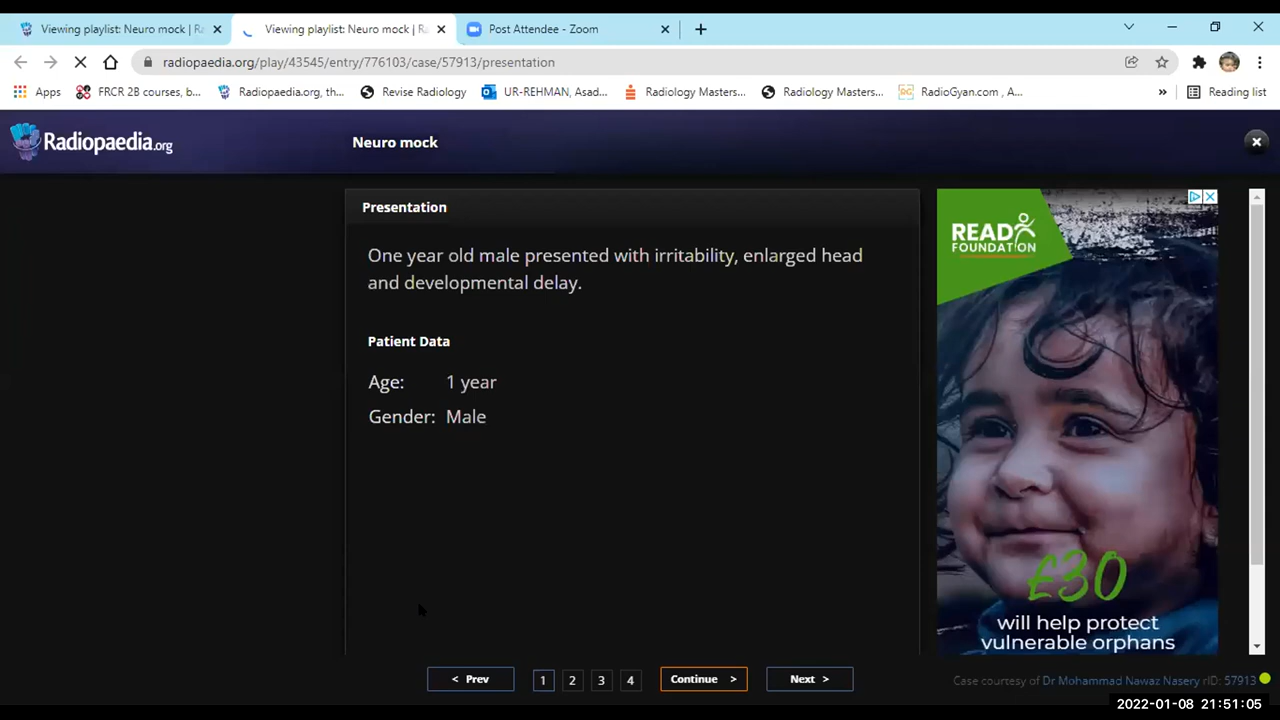 Viewing playlist: Neuro mock | Ra
Viewing playlist: Neuro mock | Ra
Post Attendee - Zoom
radiopaedia.org/play/43545/entry/776103/case/57913/presentation
Apps
FRCR 2B courses, b...
Radiopaedia.org, th...
Revise Radiology
UR-REHMAN, Asad...
Radiology Masters...
Radiology Masters...
RadioGyan.com , A...
»
Reading list
Radiopaedia.org
Neuro mock
Presentation
One year old male presented with irritability, enlarged head
and developmental delay.
Patient Data
Age: 1 year
Gender: Male
READ
FOUNDATION
£30
will help protect
vulnerable orphans
< Prev
1
2
3
4
Continue >
Next >
Case courtesy of Dr Mohammad Nawaz Nasery rID: 57913
2022-01-08 21:51:05